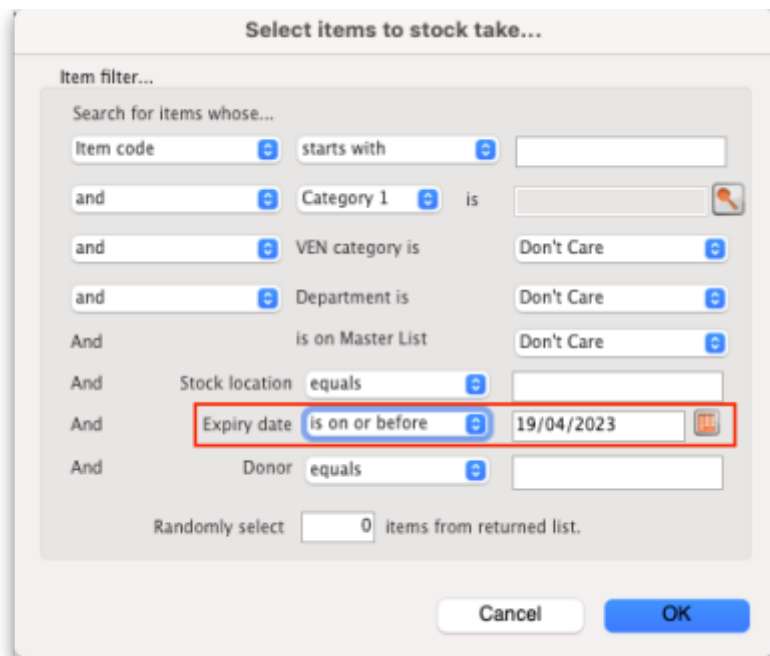 Select items to stock take...
Item filter...
Search for items whose...
Item code starts with
and Category 1 is
and VEN category is Don't Care
and Department is Don't Care
And is on Master List Don't Care
And Stock location equals
And Expiry date is on or before 19/04/2023
And Donor equals
Randomly select 0 items from returned list.
Cancel OK